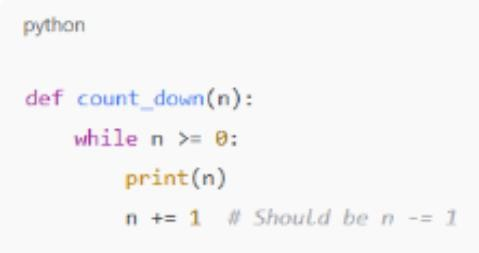 python
def count_down(n):
    while n >= 0:
        print(n)
        n += 1  # Should be n -= 1